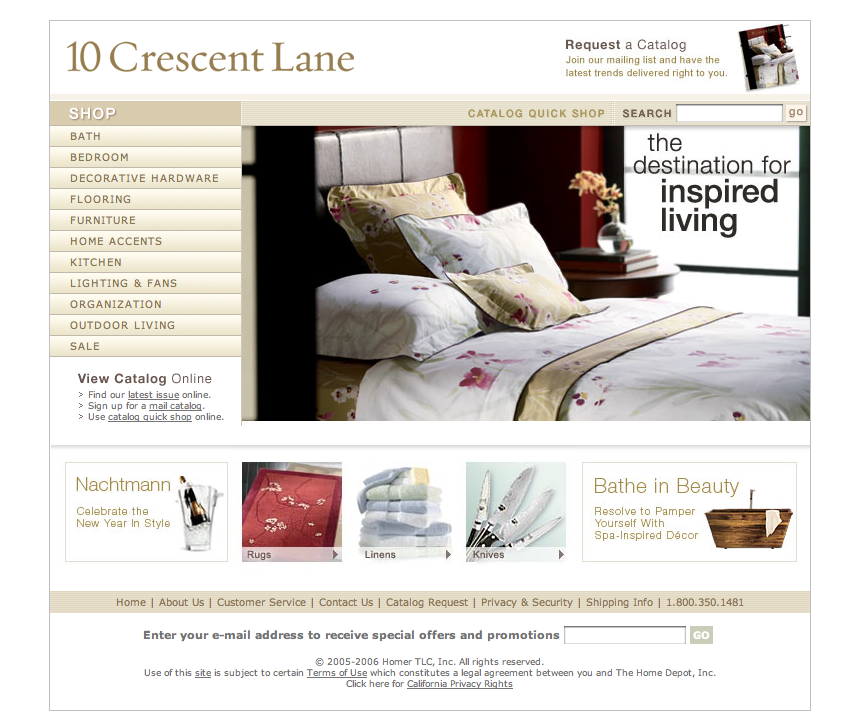 10 Crescent Lane
Request a Catalog
Join our mailing list and have the
latest trends delivered right to you.
SHOP
CATALOG QUICK SHOP
SEARCH
go
BATH
BEDROOM
DECORATIVE HARDWARE
FLOORING
FURNITURE
HOME ACCENTS
KITCHEN
LIGHTING & FANS
ORGANIZATION
OUTDOOR LIVING
SALE
the
destination for
inspired
living
View Catalog Online
> Find our latest issue online.
> Sign up for a mail catalog.
> Use catalog quick shop online.
Nachtmann
Celebrate the
New Year In Style
Rugs
Linens
Knives
Bathe in Beauty
Resolve to Pamper
Yourself With
Spa-Inspired Décor
Home | About Us | Customer Service | Contact Us | Catalog Request | Privacy & Security | Shipping Info | 1.800.350.1481
Enter your e-mail address to receive special offers and promotions
GO
© 2005-2006 Homer TLC, Inc. All rights reserved.
Use of this site is subject to certain Terms of Use which constitutes a legal agreement between you and The Home Depot, Inc.
Click here for California Privacy Rights